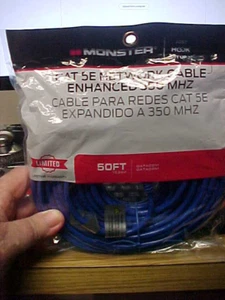 MONSTER
CAT 5E NETWORK CABLE
ENHANCED 350 MHZ
CABLE PARA REDES CAT 5E
EXPANDIDO A 350 MHZ
LIMITED
50FT